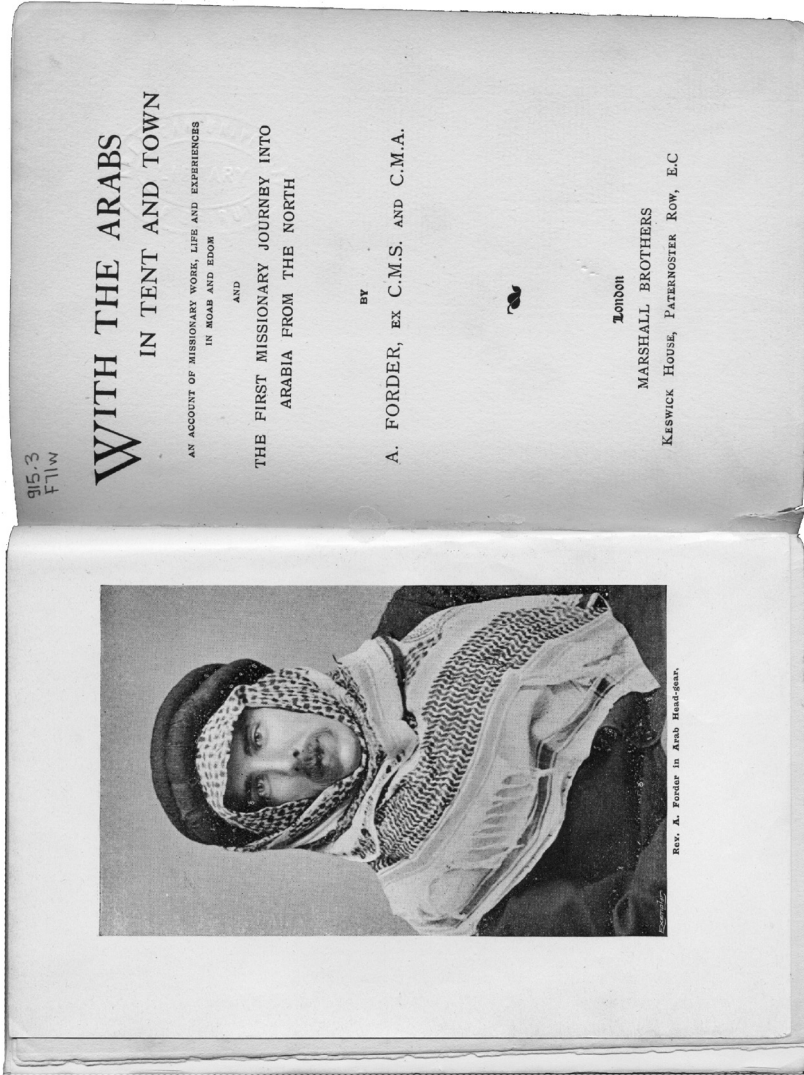 Rev. A. Forder in Arab Head-gear.
915.3
F71W
WITH THE ARABS
IN TENT AND TOWN
AN ACCOUNT OF MISSIONARY WORK, LIFE AND EXPERIENCES
IN MOAB AND EDOM
AND
THE FIRST MISSIONARY JOURNEY INTO
ARABIA FROM THE NORTH
BY
A. FORDER, EX C.M.S. AND C.M.A.
London
MARSHALL BROTHERS
KESWICK HOUSE, PATERNOSTER ROW, E.C